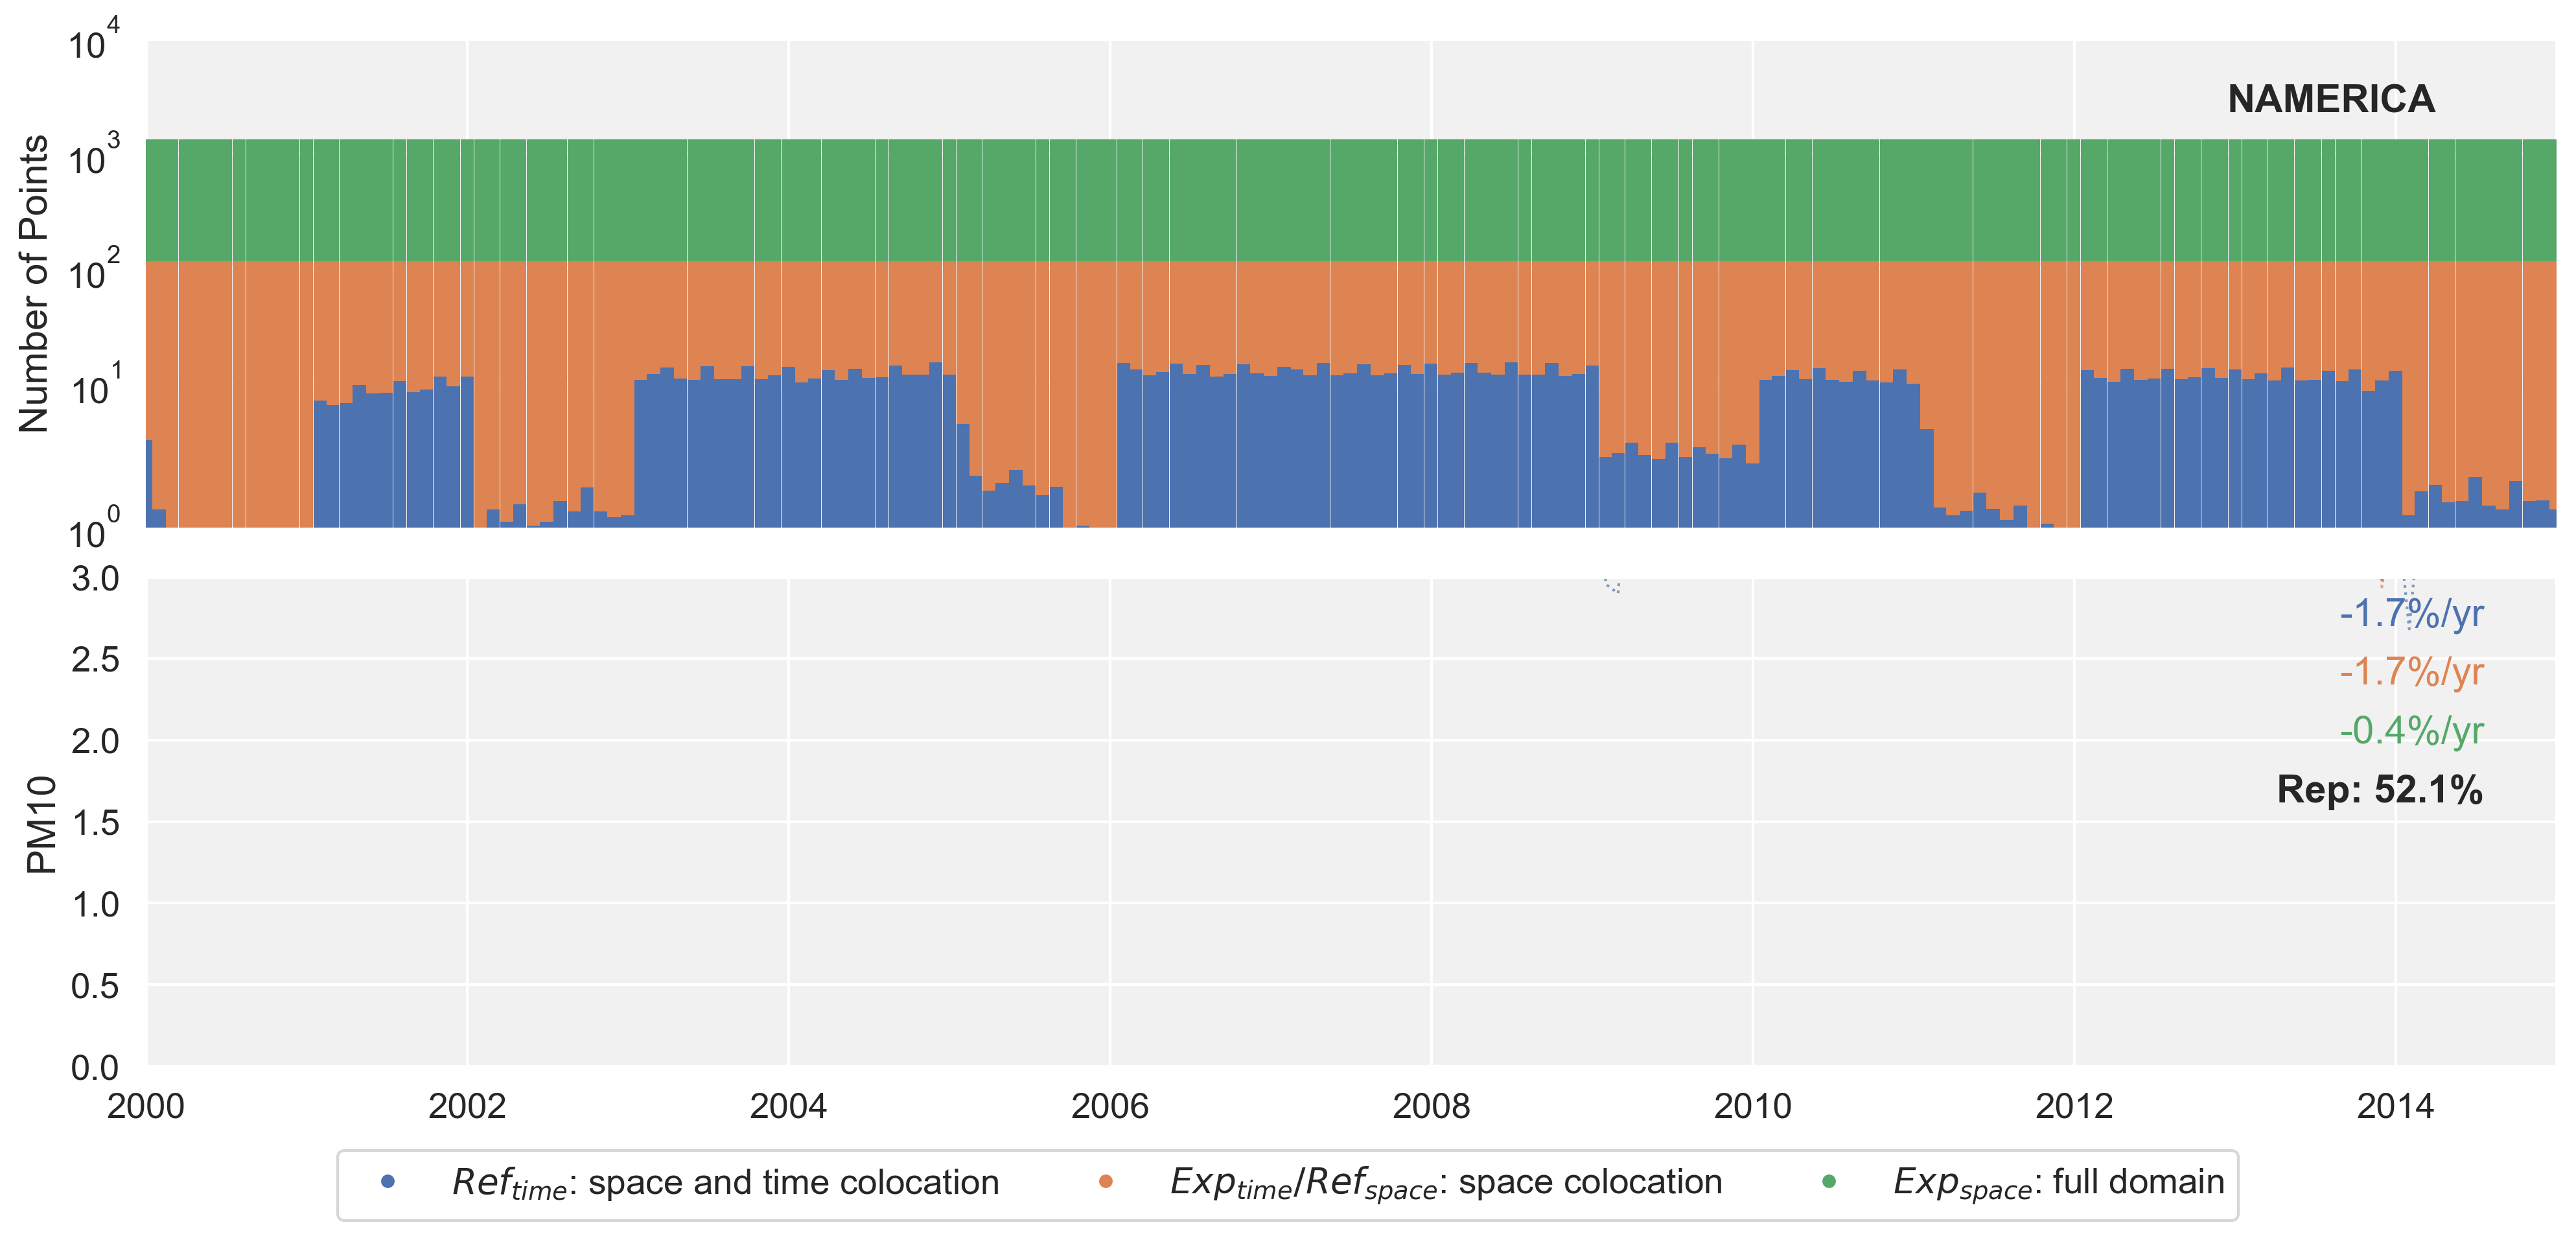 10^4
NAMERICA
10^3
10^2
10^1
10^0
Number of Points
3.0
2.5
2.0
1.5
1.0
0.5
0.0
PM10
-1.7%/yr
-1.7%/yr
-0.4%/yr
Rep: 52.1%
2000 2002 2004 2006 2008 2010 2012 2014
Ref_time: space and time colocation Exp_time/Ref_space: space colocation Exp_space: full domain